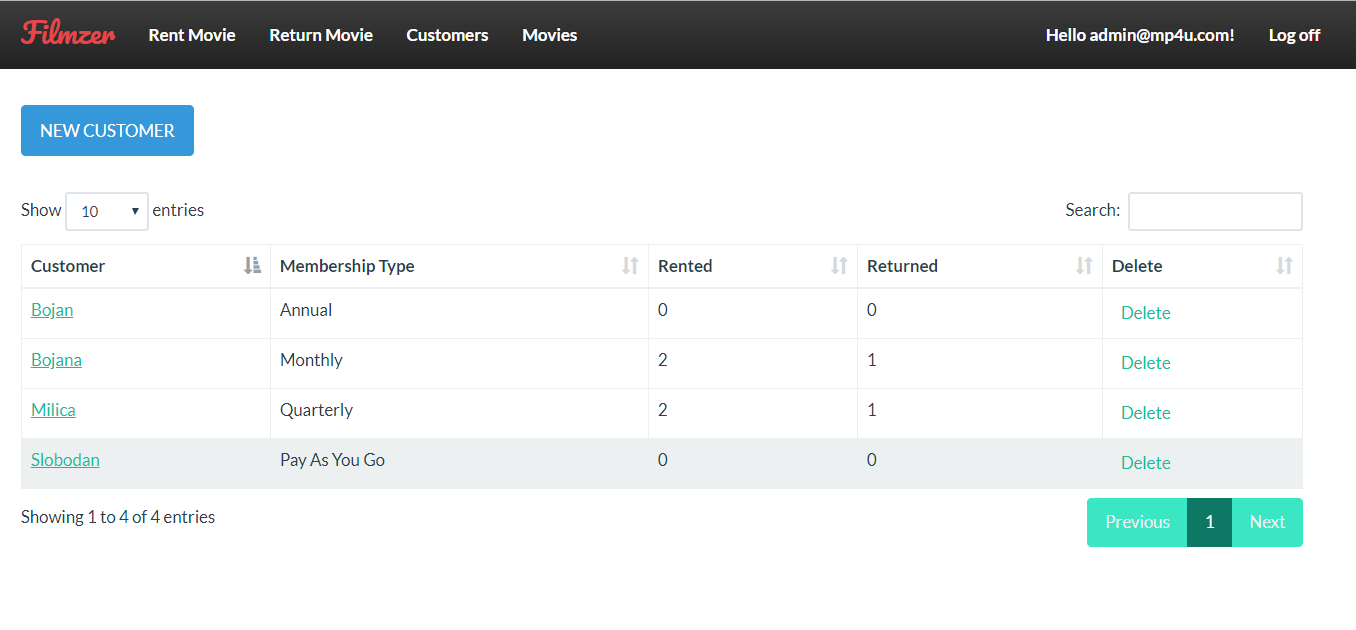 Filmzer Rent Movie Return Movie Customers Movies Hello admin@mp4u.com! Log off
NEW CUSTOMER
Show 10 entries Search:
Customer Membership Type Rented Returned Delete
Bojan Annual 0 0 Delete
Bojana Monthly 2 1 Delete
Milica Quarterly 2 1 Delete
Slobodan Pay As You Go 0 0 Delete
Showing 1 to 4 of 4 entries Previous 1 Next